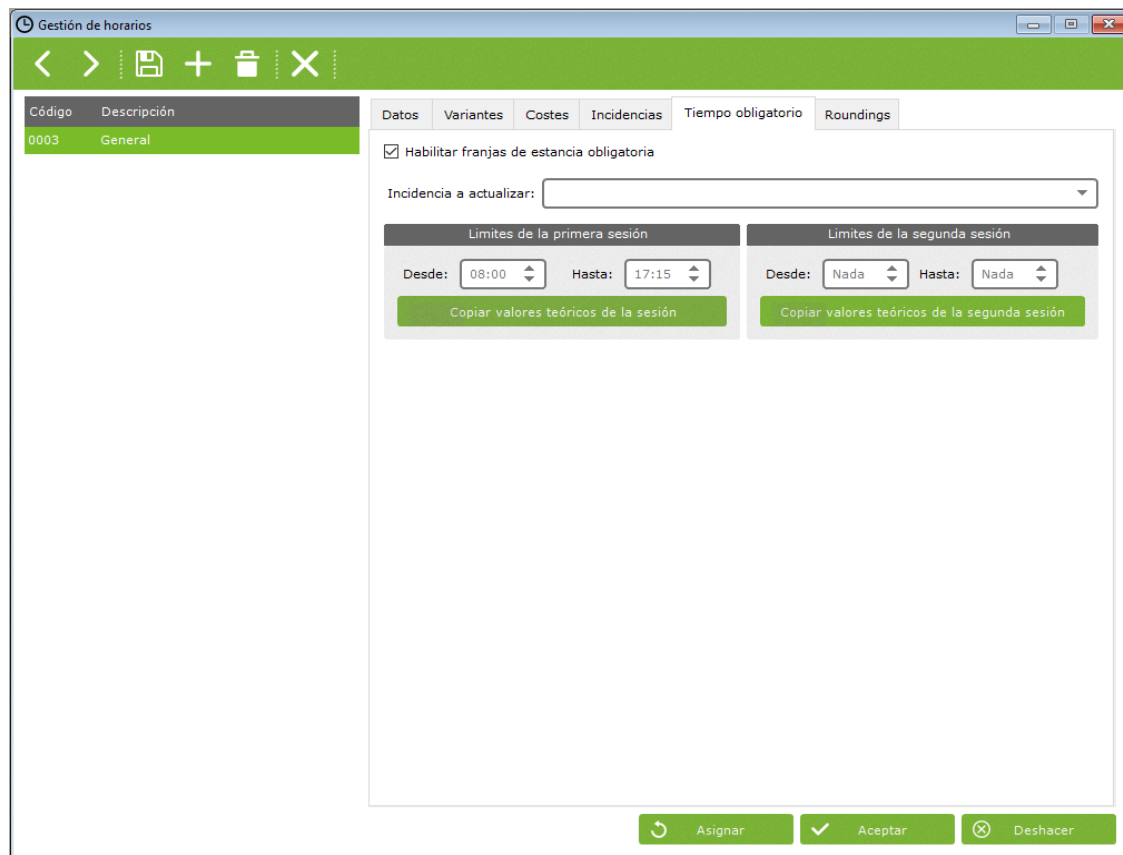 Gestión de horarios
Código Descripción
0003 General
Datos Variantes Costes Incidencias Tiempo obligatorio Roundings
Habilitar franjas de estancia obligatoria
Incidencia a actualizar:
Limites de la primera sesión
Desde: 08:00 Hasta: 17:15
Copiar valores teóricos de la sesión
Limites de la segunda sesión
Desde: Nada Hasta: Nada
Copiar valores teóricos de la segunda sesión
Asignar Aceptar Deshacer